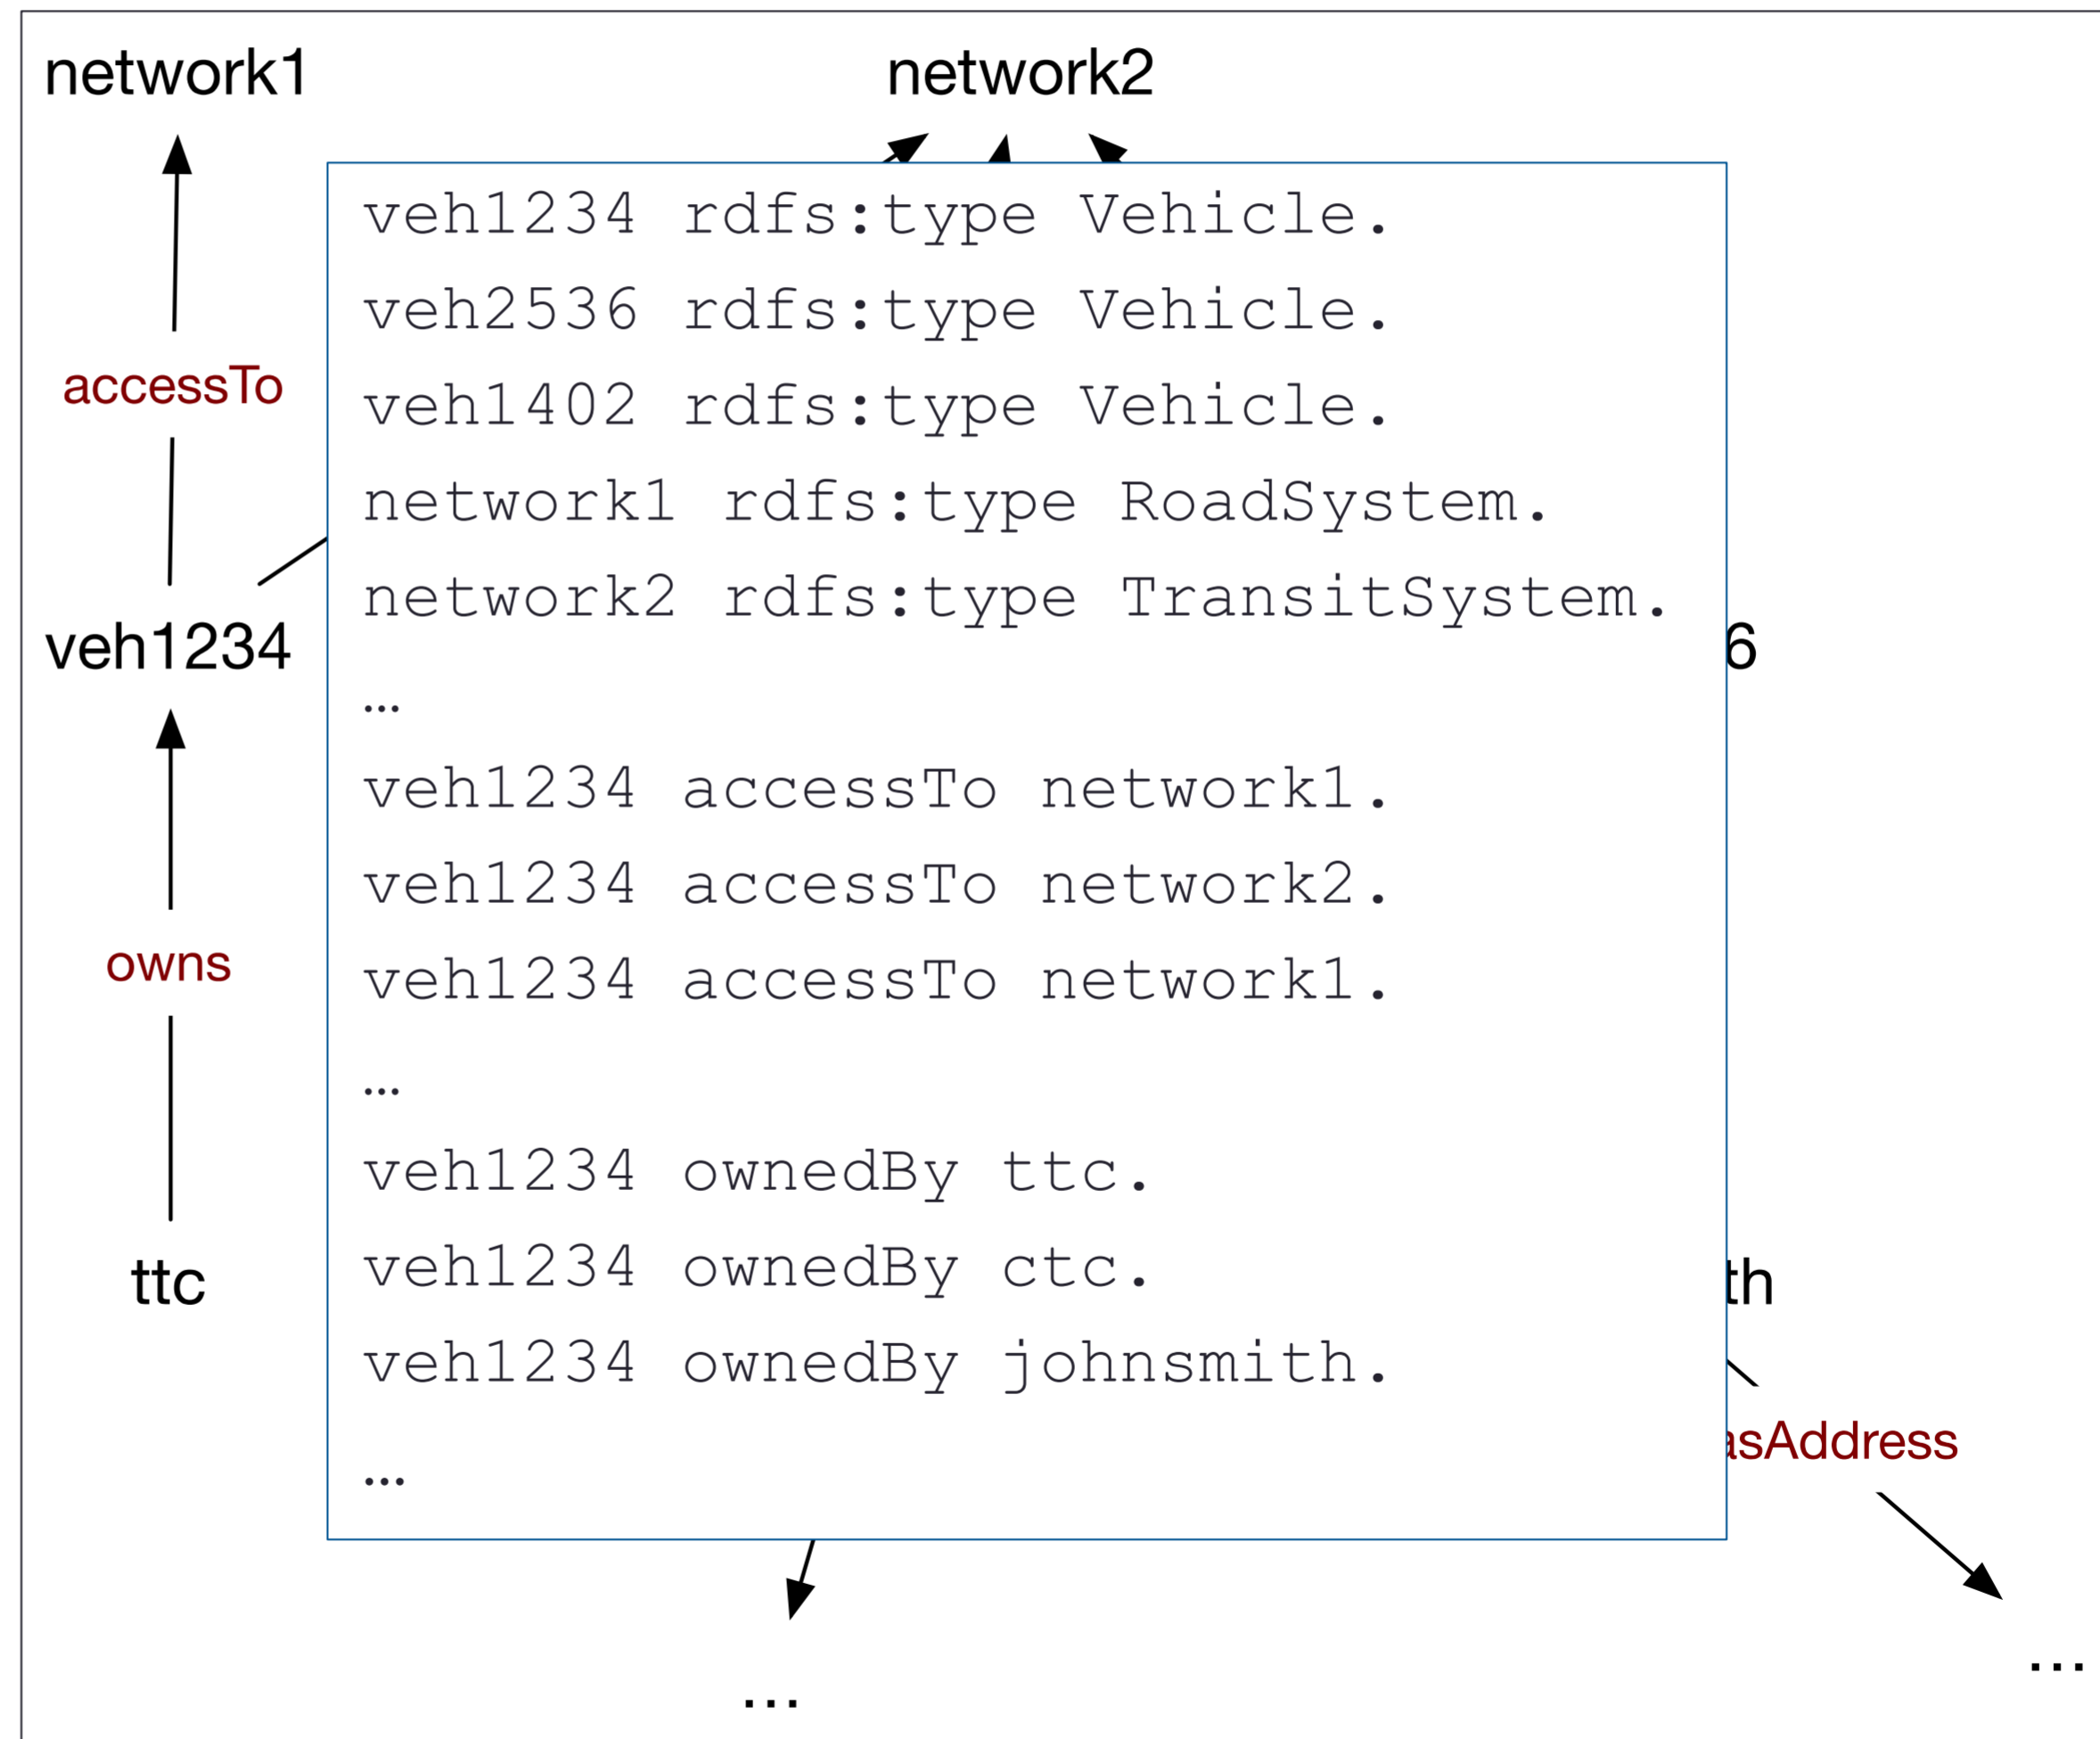 network1 network2
veh1234 rdfs:type Vehicle.
veh2536 rdfs:type Vehicle.
accessTo
veh1402 rdfs:type Vehicle.
network1 rdfs:type RoadSystem.
network2 rdfs:type TransitSystem.
veh1234
6
…
veh1234 accessTo network1.
veh1234 accessTo network2.
owns
veh1234 accessTo network1.
…
veh1234 ownedBy ttc.
ttc
veh1234 ownedBy ctc.
th
veh1234 ownedBy johnsmith.
asAddress
…
...
...